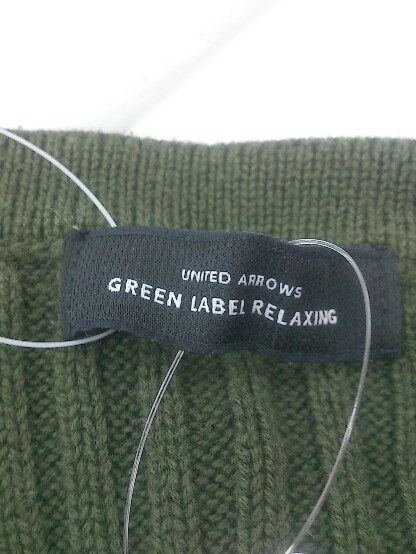 UNITED ARROWS
GREEN LABEL RELAXING